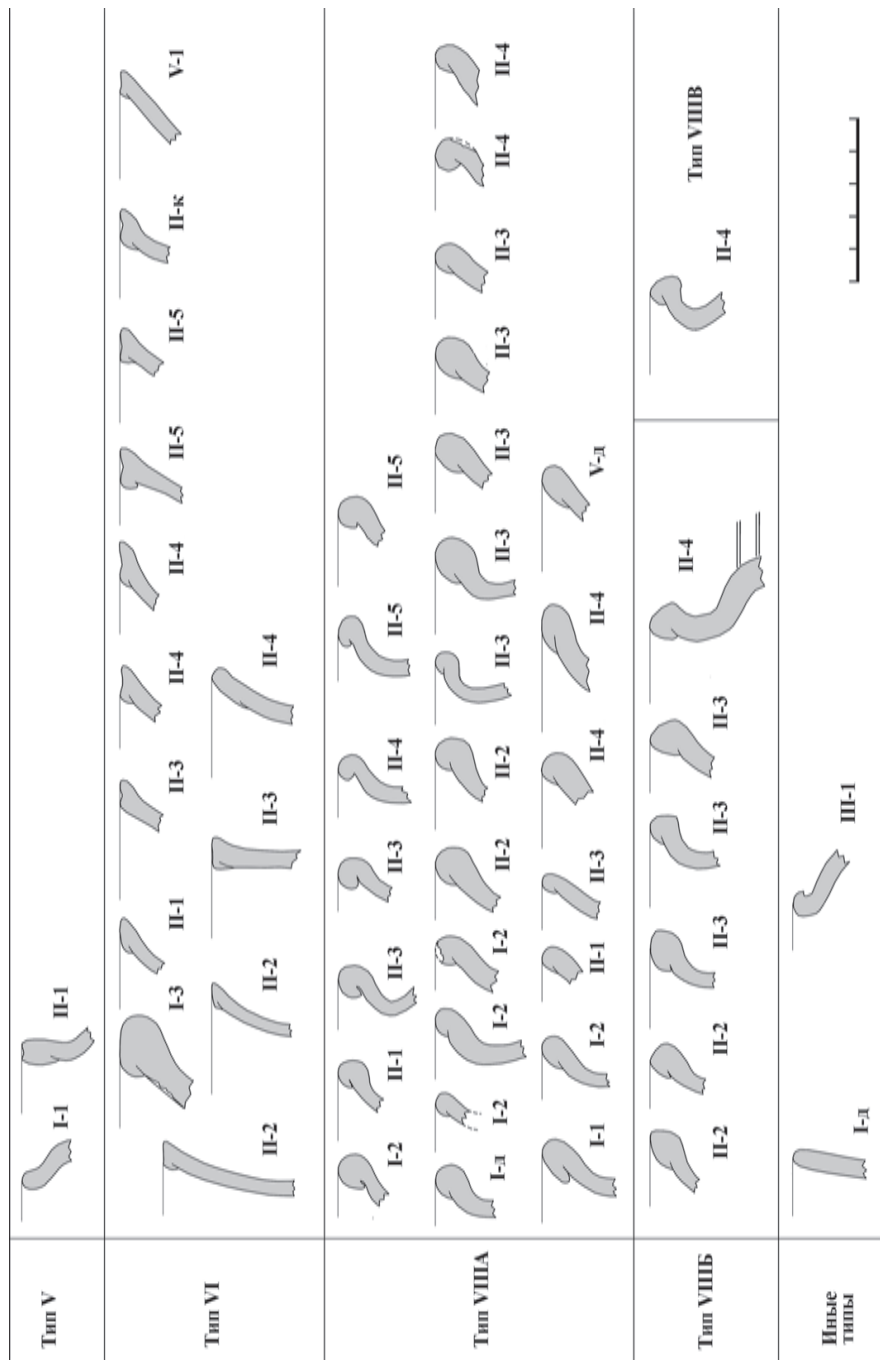 Тип V
I-1 II-1
Тип VI
I-3 II-1 II-3 II-4 II-4 II-5 II-5 II-к V-1
II-2 II-2 II-3 II-4
Тип VIIIА
I-2 II-1 II-3 II-3 II-4 II-5 II-5
I-д I-2 I-2 I-2 II-2 II-2 II-3 II-3 II-3 II-3 II-3 II-4 II-4
I-1 I-2 II-1 II-3 II-4 II-4 V-д
Тип VIIIБ
II-2 II-2 II-3 II-3 II-3 II-4
Тип VIIIВ
II-4
Иные
типы
I-д III-1